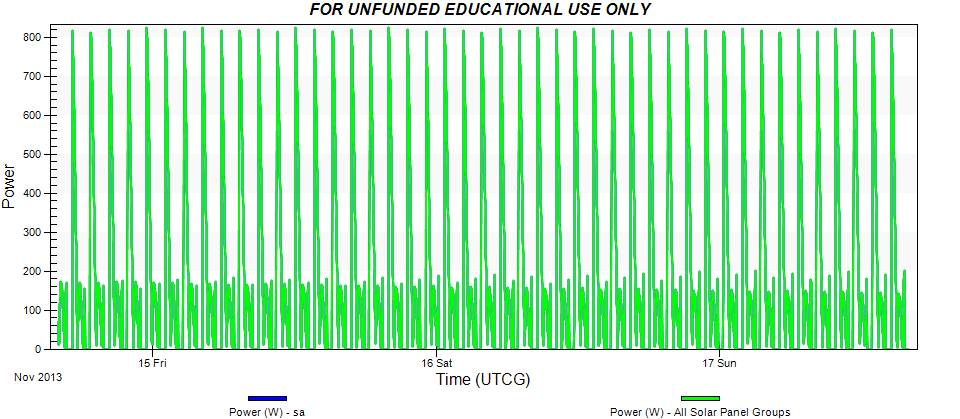 FOR UNFUNDED EDUCATIONAL USE ONLY
800
700
600
500
400
300
200
100
0
Power
15 Fri
16 Sat
17 Sun
Nov 2013
Time (UTCG)
Power (W) - sa
Power (W) - All Solar Panel Groups